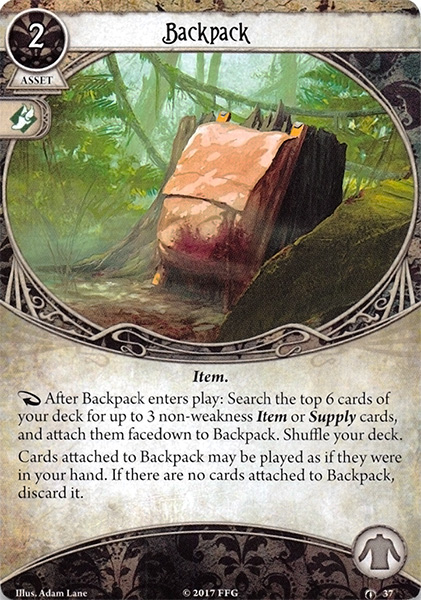 Backpack
2
ASSET
Item.
After Backpack enters play: Search the top 6 cards of
your deck for up to 3 non-weakness Item or Supply cards,
and attach them facedown to Backpack. Shuffle your deck.
Cards attached to Backpack may be played as if they were
in your hand. If there are no cards attached to Backpack,
discard it.
Illus. Adam Lane
© 2017 FFG
37